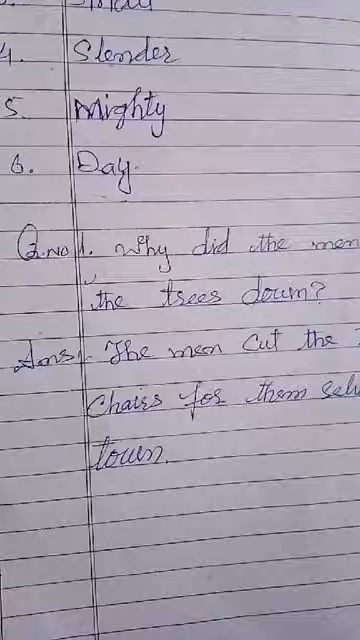 4. Slender
5. Mighty
6. Day.
Q.No 1. Why did the men
the trees down?
Ans:- The men cut the
Chairs for them selv
town.